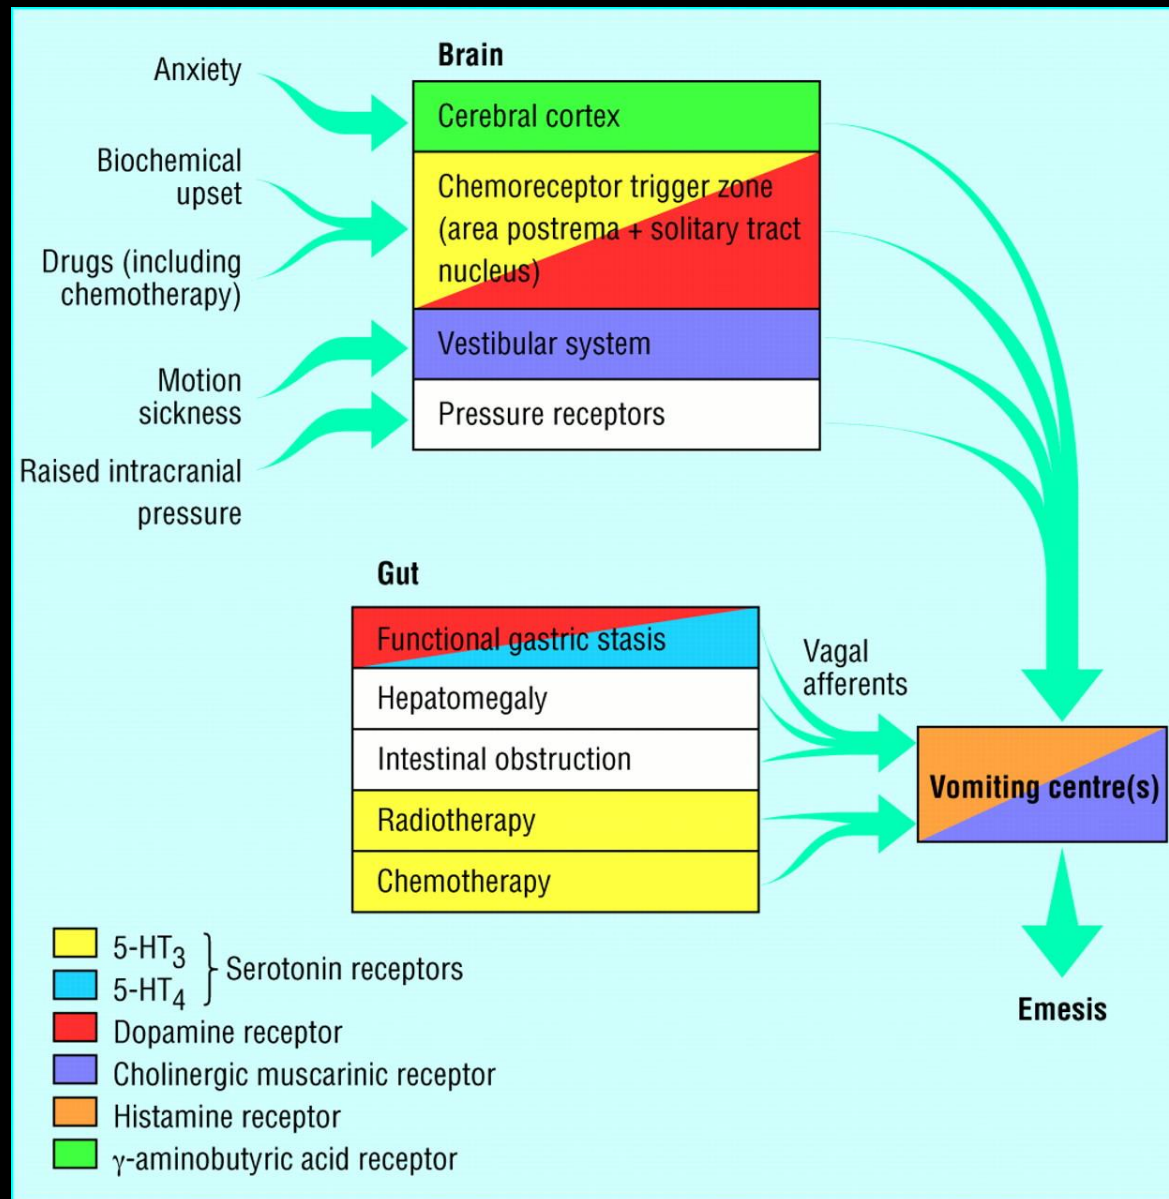 Brain
Anxiety
Cerebral cortex
Biochemical
upset
Chemoreceptor trigger zone
(area postrema + solitary tract
nucleus)
Drugs (including
chemotherapy)
Vestibular system
Motion
sickness
Pressure receptors
Raised intracranial
pressure
Gut
Functional gastric stasis
Hepatomegaly
Intestinal obstruction
Radiotherapy
Chemotherapy
Vagal
afferents
Vomiting centre(s)
Emesis
5-HT₃
5-HT₄
Serotonin receptors
Dopamine receptor
Cholinergic muscarinic receptor
Histamine receptor
γ-aminobutyric acid receptor